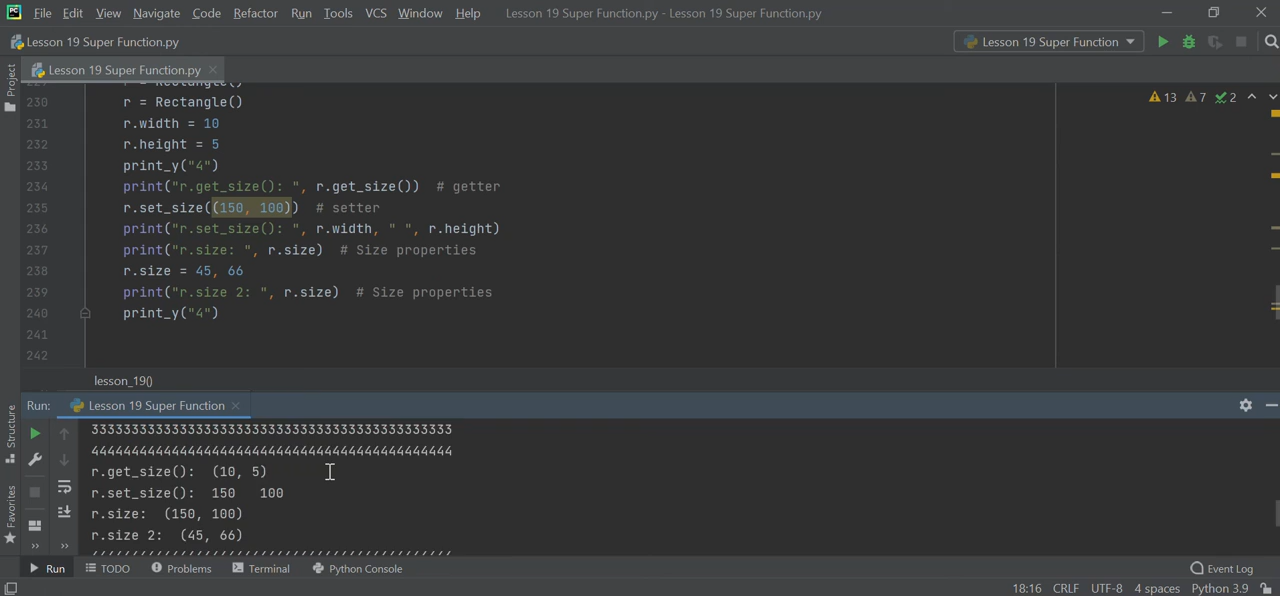 File Edit View Navigate Code Refactor Run Tools VCS Window Help Lesson 19 Super Function.py - Lesson 19 Super Function.py
Lesson 19 Super Function.py
Lesson 19 Super Function
Project
Lesson 19 Super Function.py
13 7 2
230 r = Rectangle()
231 r.width = 10
232 r.height = 5
233 print_y("4")
234 print("r.get_size(): ", r.get_size()) # getter
235 r.set_size((150, 100)) # setter
236 print("r.set_size(): ", r.width, " ", r.height)
237 print("r.size: ", r.size) # Size properties
238 r.size = 45, 66
239 print("r.size 2: ", r.size) # Size properties
240 print_y("4")
241
242
lesson_19()
Structure
Favorites
Run: Lesson 19 Super Function
333333333333333333333333333333333333333333333
444444444444444444444444444444444444444444444
r.get_size(): (10, 5)
r.set_size(): 150 100
r.size: (150, 100)
r.size 2: (45, 66)
Run TODO Problems Terminal Python Console Event Log
18:16 CRLF UTF-8 4 spaces Python 3.9